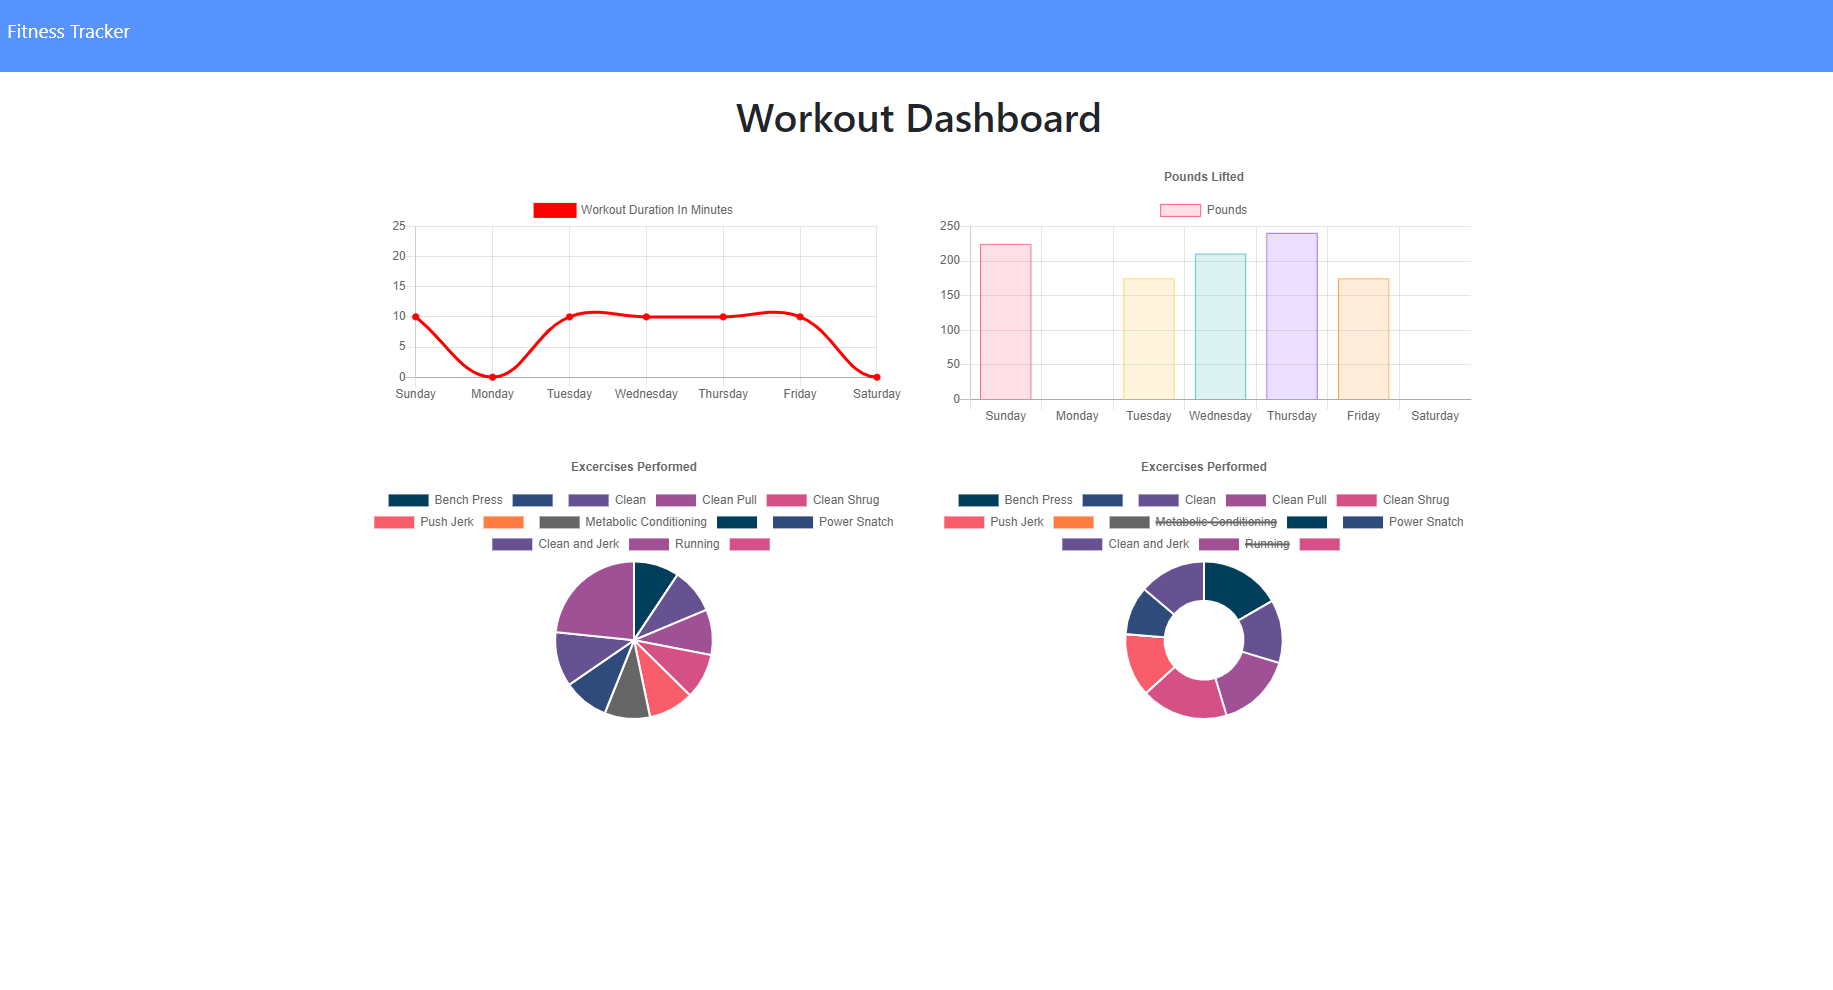 Fitness Tracker
Workout Dashboard
Workout Duration In Minutes
25
20
15
10
5
0
Sunday Monday Tuesday Wednesday Thursday Friday Saturday
Pounds Lifted
Pounds
250
200
150
100
50
0
Sunday Monday Tuesday Wednesday Thursday Friday Saturday
Excercises Performed
Bench Press Clean Clean Pull Clean Shrug
Push Jerk Metabolic Conditioning Power Snatch
Clean and Jerk Running
Excercises Performed
Bench Press Clean Clean Pull Clean Shrug
Push Jerk Metabolic Conditioning Power Snatch
Clean and Jerk Running